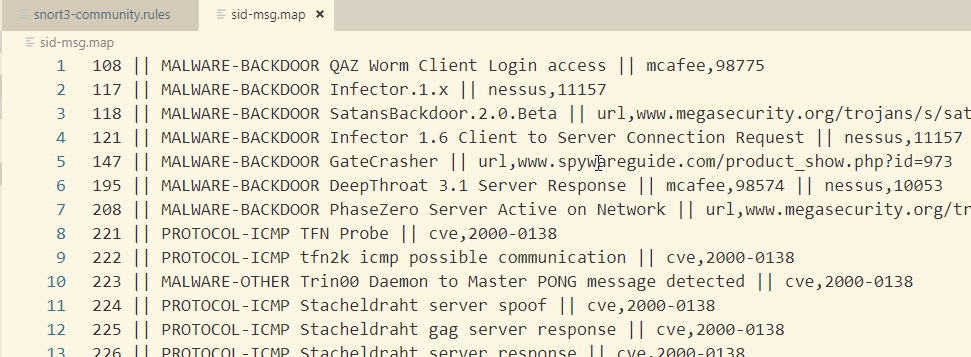 snort3-community.rules
sid-msg.map
sid-msg.map
1 108 || MALWARE-BACKDOOR QAZ Worm Client Login access || mcafee,98775
2 117 || MALWARE-BACKDOOR Infector.1.x || nessus,11157
3 118 || MALWARE-BACKDOOR SatansBackdoor.2.0.Beta || url,www.megasecurity.org/trojans/s/sat
4 121 || MALWARE-BACKDOOR Infector 1.6 Client to Server Connection Request || nessus,11157
5 147 || MALWARE-BACKDOOR GateCrasher || url,www.spywareguide.com/product_show.php?id=973
6 195 || MALWARE-BACKDOOR DeepThroat 3.1 Server Response || mcafee,98574 || nessus,10053
7 208 || MALWARE-BACKDOOR PhaseZero Server Active on Network || url,www.megasecurity.org/tr
8 221 || PROTOCOL-ICMP TFN Probe || cve,2000-0138
9 222 || PROTOCOL-ICMP tfn2k icmp possible communication || cve,2000-0138
10 223 || MALWARE-OTHER Trin00 Daemon to Master PONG message detected || cve,2000-0138
11 224 || PROTOCOL-ICMP Stacheldraht server spoof || cve,2000-0138
12 225 || PROTOCOL-ICMP Stacheldraht gag server response || cve,2000-0138
13 226 || PROTOCOL-ICMP Stacheldraht server response || cve,2000-0138